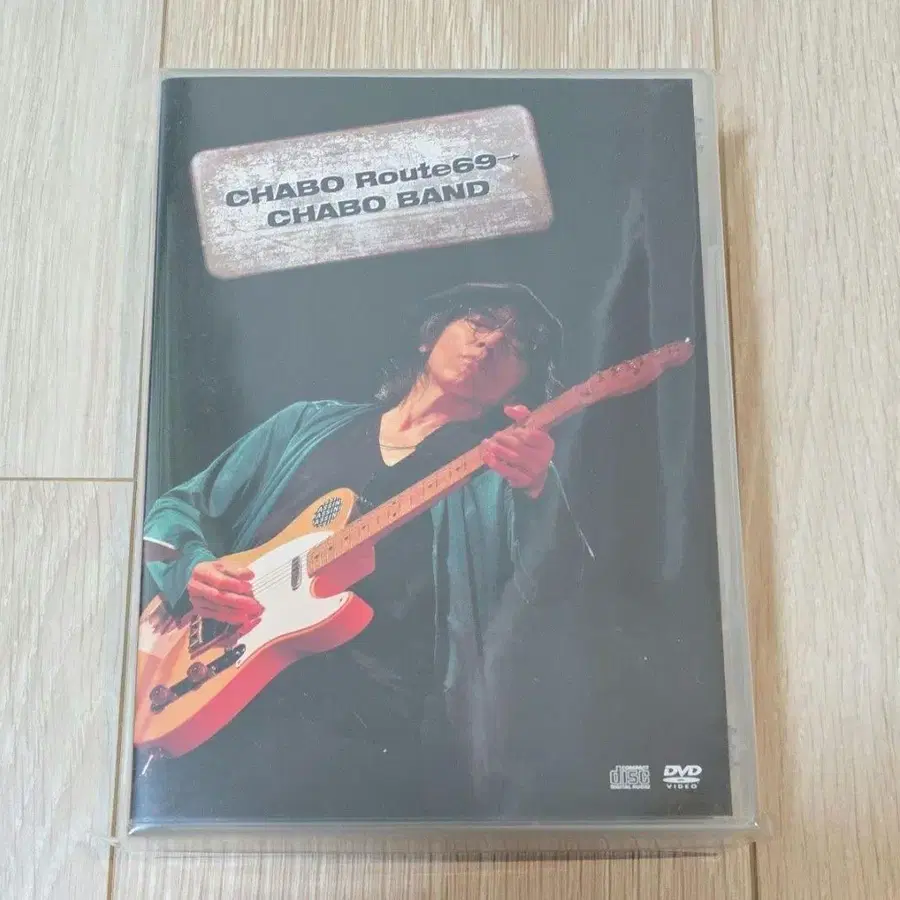 CHABO Route69→
CHABO BAND
COMPACT
disc
DIGITAL AUDIO
DVD
VIDEO